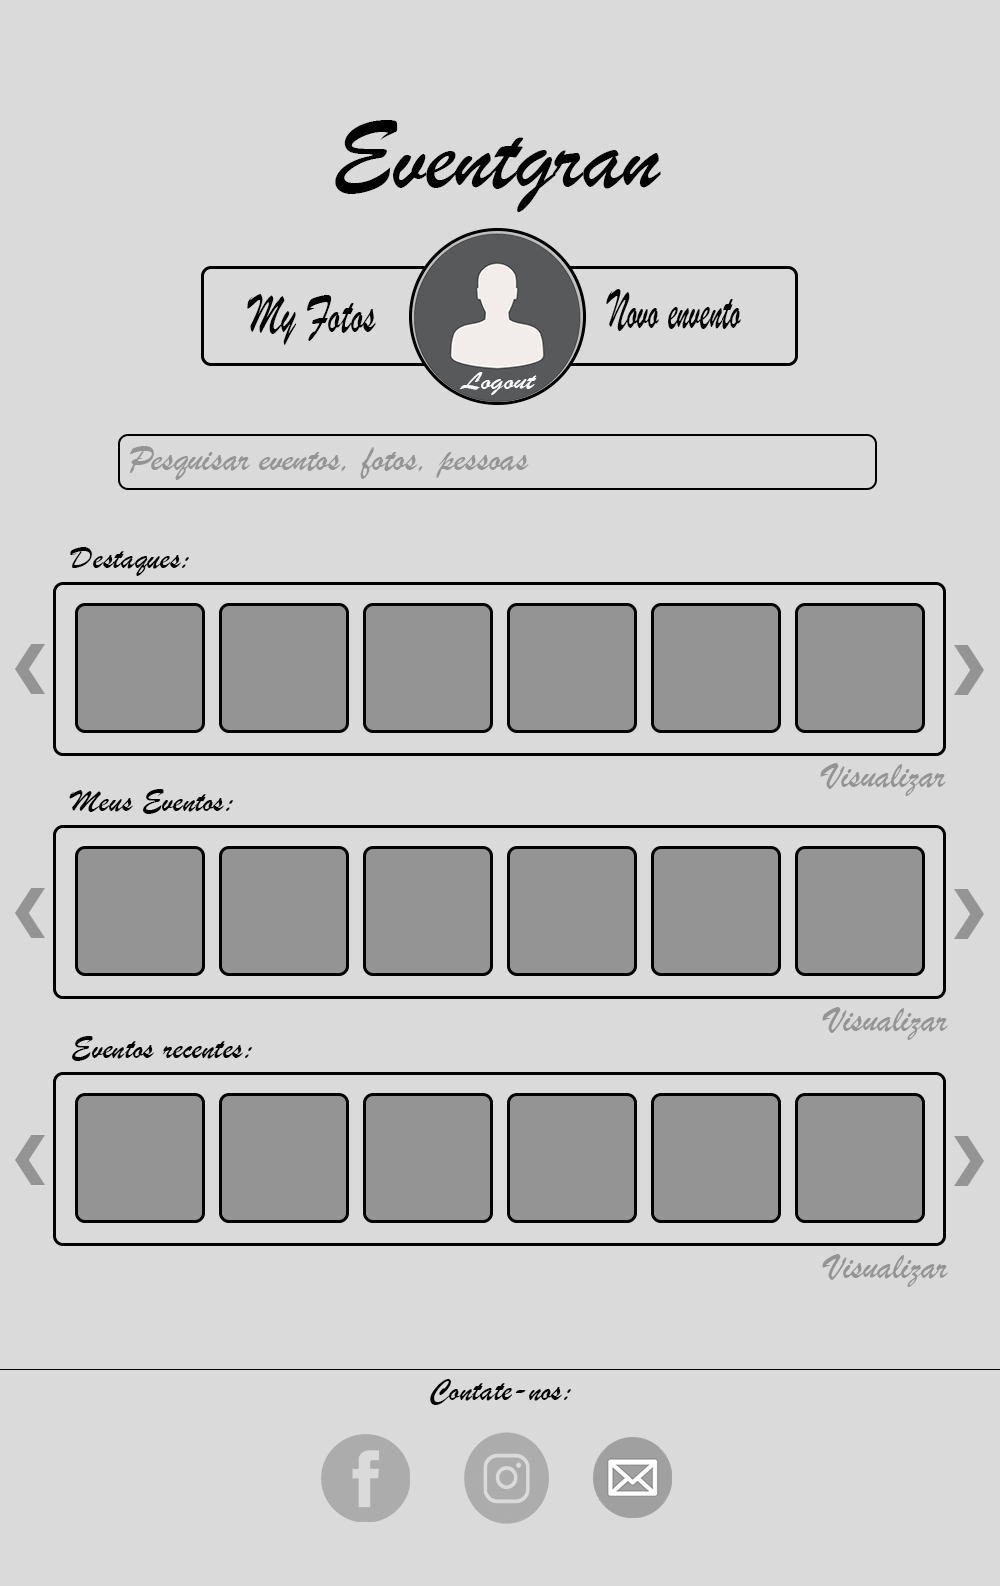 Eventgran
My Fotos
Novo envento
Logout
Pesquisar eventos, fotos, pessoas
Destaques:
Visualizar
Meus Eventos:
Visualizar
Eventos recentes:
Visualizar
Contate-nos: